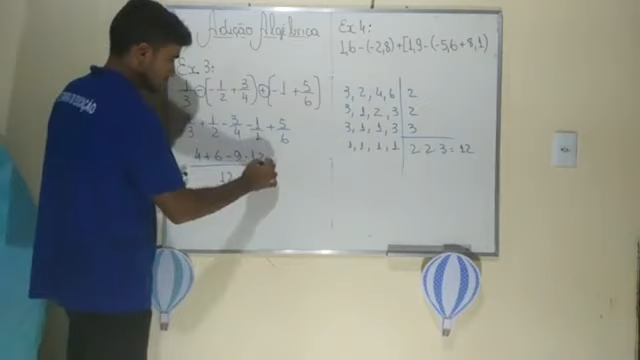 Adição Algébrica
Ex 3:
1/3 - (-1/2 + 3/4) + (-1 + 5/6)
1/3 + 1/2 - 3/4 - 1/1 + 5/6
4 + 6 - 9 - 12
12
Ex 4:
1,6 - (-2,8) + [1,9 - (-5,6 + 8,1)
3, 2, 4, 6 | 2
3, 1, 2, 3 | 2
3, 1, 1, 3 | 3
1, 1, 1, 1 | 2·2·3 = 12